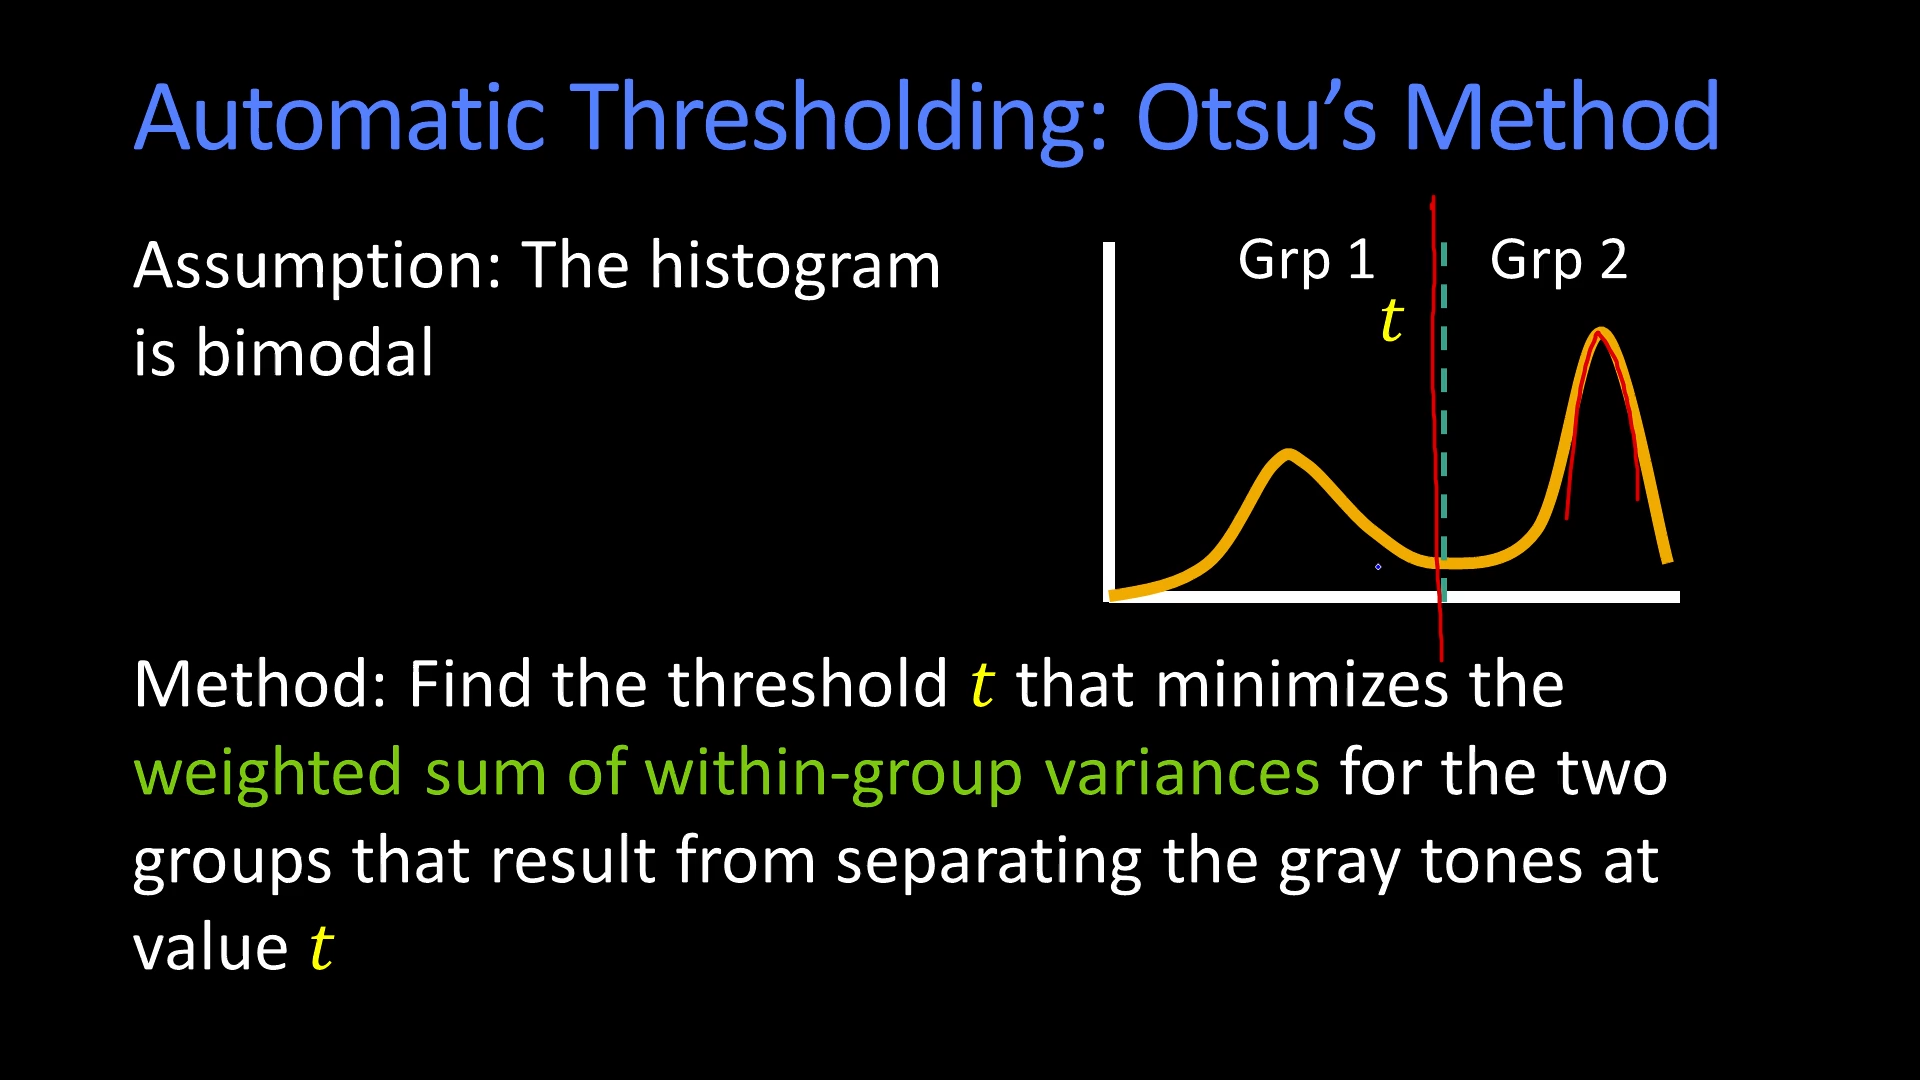 Automatic Thresholding: Otsu’s Method
Assumption: The histogram
is bimodal
Grp 1
Grp 2
t
Method: Find the threshold t that minimizes the
weighted sum of within-group variances for the two
groups that result from separating the gray tones at
value t